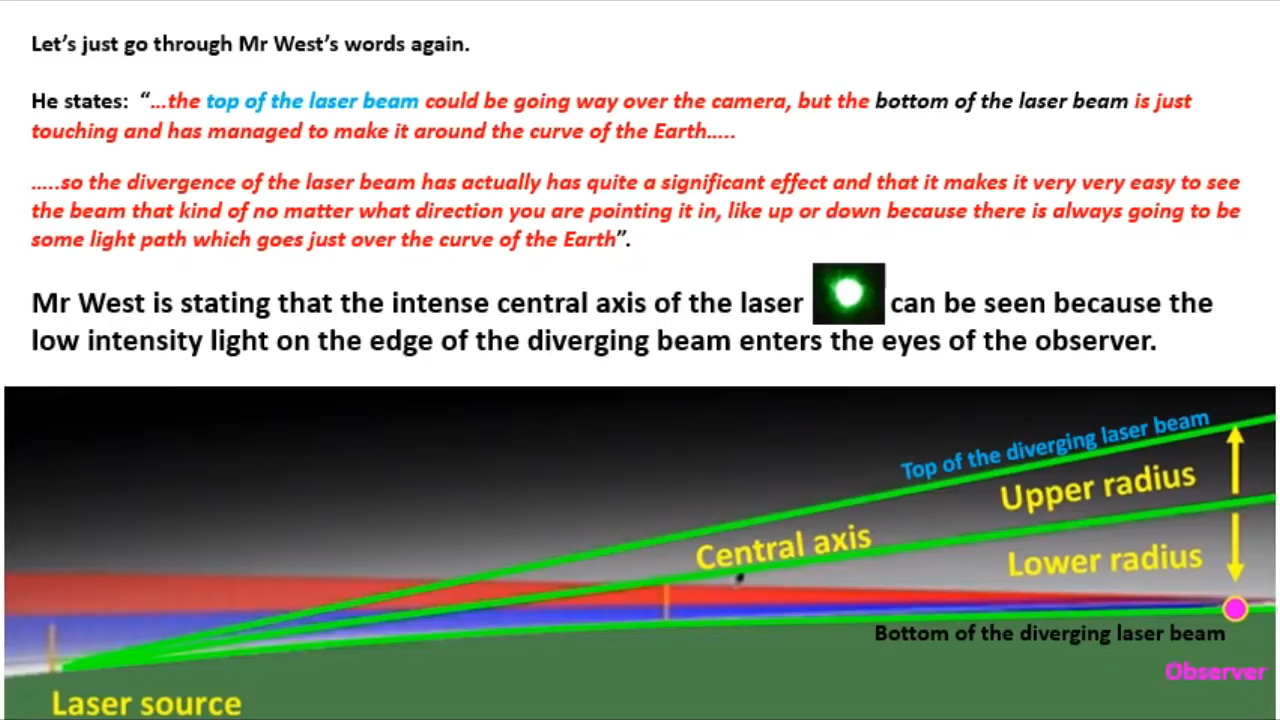 Let's just go through Mr West's words again.
He states: "...the top of the laser beam could be going way over the camera, but the bottom of the laser beam is just
touching and has managed to make it around the curve of the Earth.....
.....so the divergence of the laser beam has actually has quite a significant effect and that it makes it very very easy to see
the beam that kind of no matter what direction you are pointing it in, like up or down because there is always going to be
some light path which goes just over the curve of the Earth".
Mr West is stating that the intense central axis of the laser can be seen because the
low intensity light on the edge of the diverging beam enters the eyes of the observer.
Top of the diverging laser beam
Upper radius
Central axis
Lower radius
Bottom of the diverging laser beam
Observer
Laser source